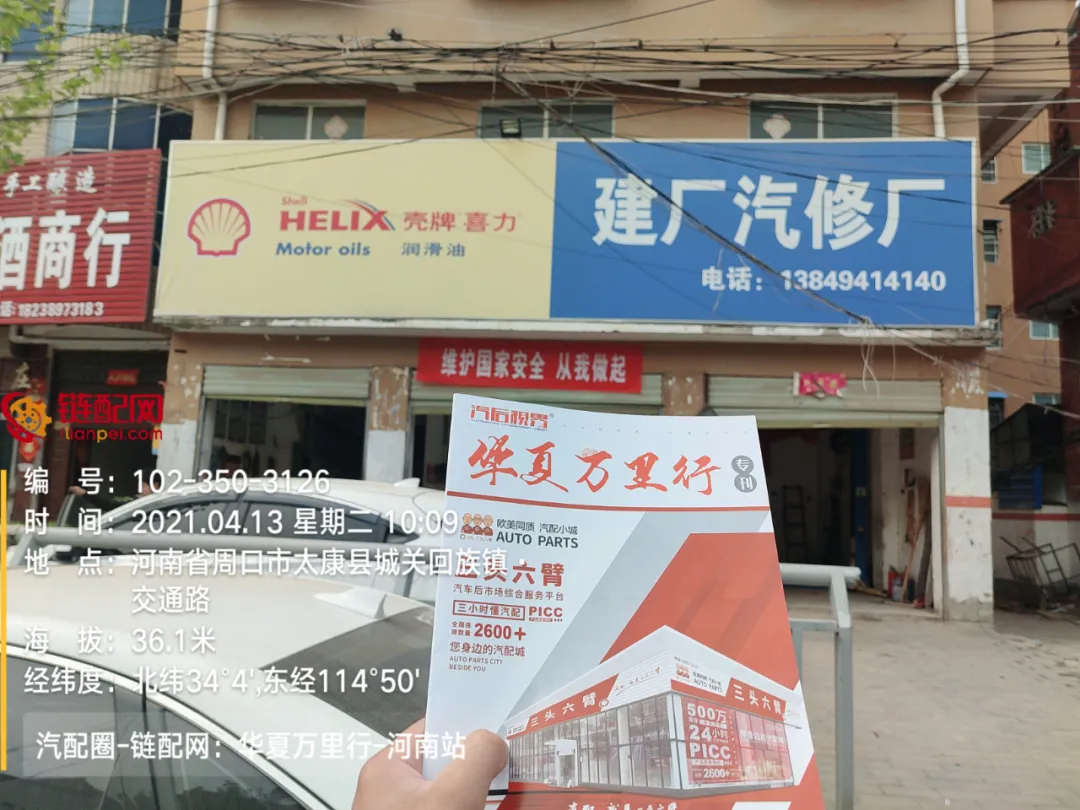 手工酿造
酒商行
话: 18238973183
Shell
HELIX 壳牌喜力
Motor oils 润滑油
建厂汽修厂
电话: 13849414140
维护国家安全 从我做起
链配网
lianpei.com
编 号: 102-350-3126
时 间: 2021.04.13 星期二 10:09
地 点: 河南省周口市太康县城关回族镇
交通路
海 拔: 36.1米
经纬度: 北纬34°4',东经114°50'
汽配圈-链配网: 华夏万里行-河南站
汽后视界
华夏万里行 专刊
欧美同质 汽配小城
AUTO PARTS
三头六臂
汽车后市场综合服务平台
三小时懂汽配 PICC
2600+
您身边的汽配城
AUTO PARTS CITY
BESIDE YOU
三头六臂
AUTO PARTS
三头六臂
500万
24小时
PICC
2600+